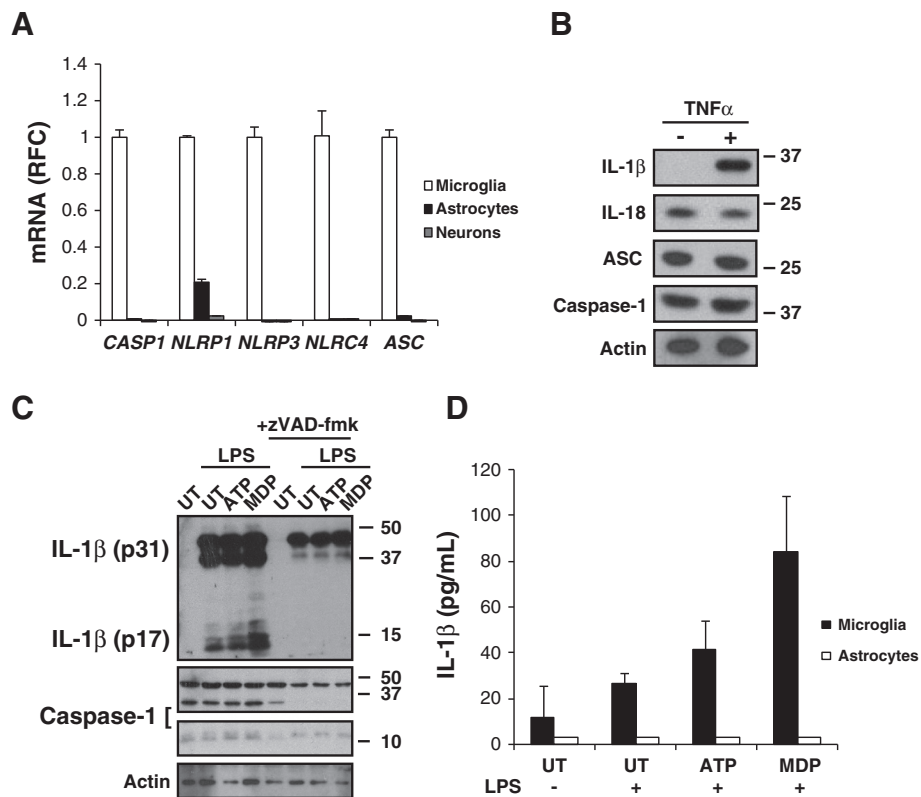 A
mRNA (RFC)
1.4
1.2
1
0.8
0.6
0.4
0.2
0
CASP1 NLRP1 NLRP3 NLRC4 ASC
Microglia
Astrocytes
Neurons
B
TNFα
- +
IL-1β
37
IL-18
25
ASC
25
Caspase-1
37
Actin
C
+zVAD-fmk
LPS LPS
UT UT ATP MDP UT UT ATP MDP
50
IL-1β (p31)
37
IL-1β (p17)
15
50
37
Caspase-1 [
10
Actin
D
IL-1β (pg/mL)
120
100
80
60
40
20
0
Microglia
Astrocytes
UT UT ATP MDP
LPS - + + +